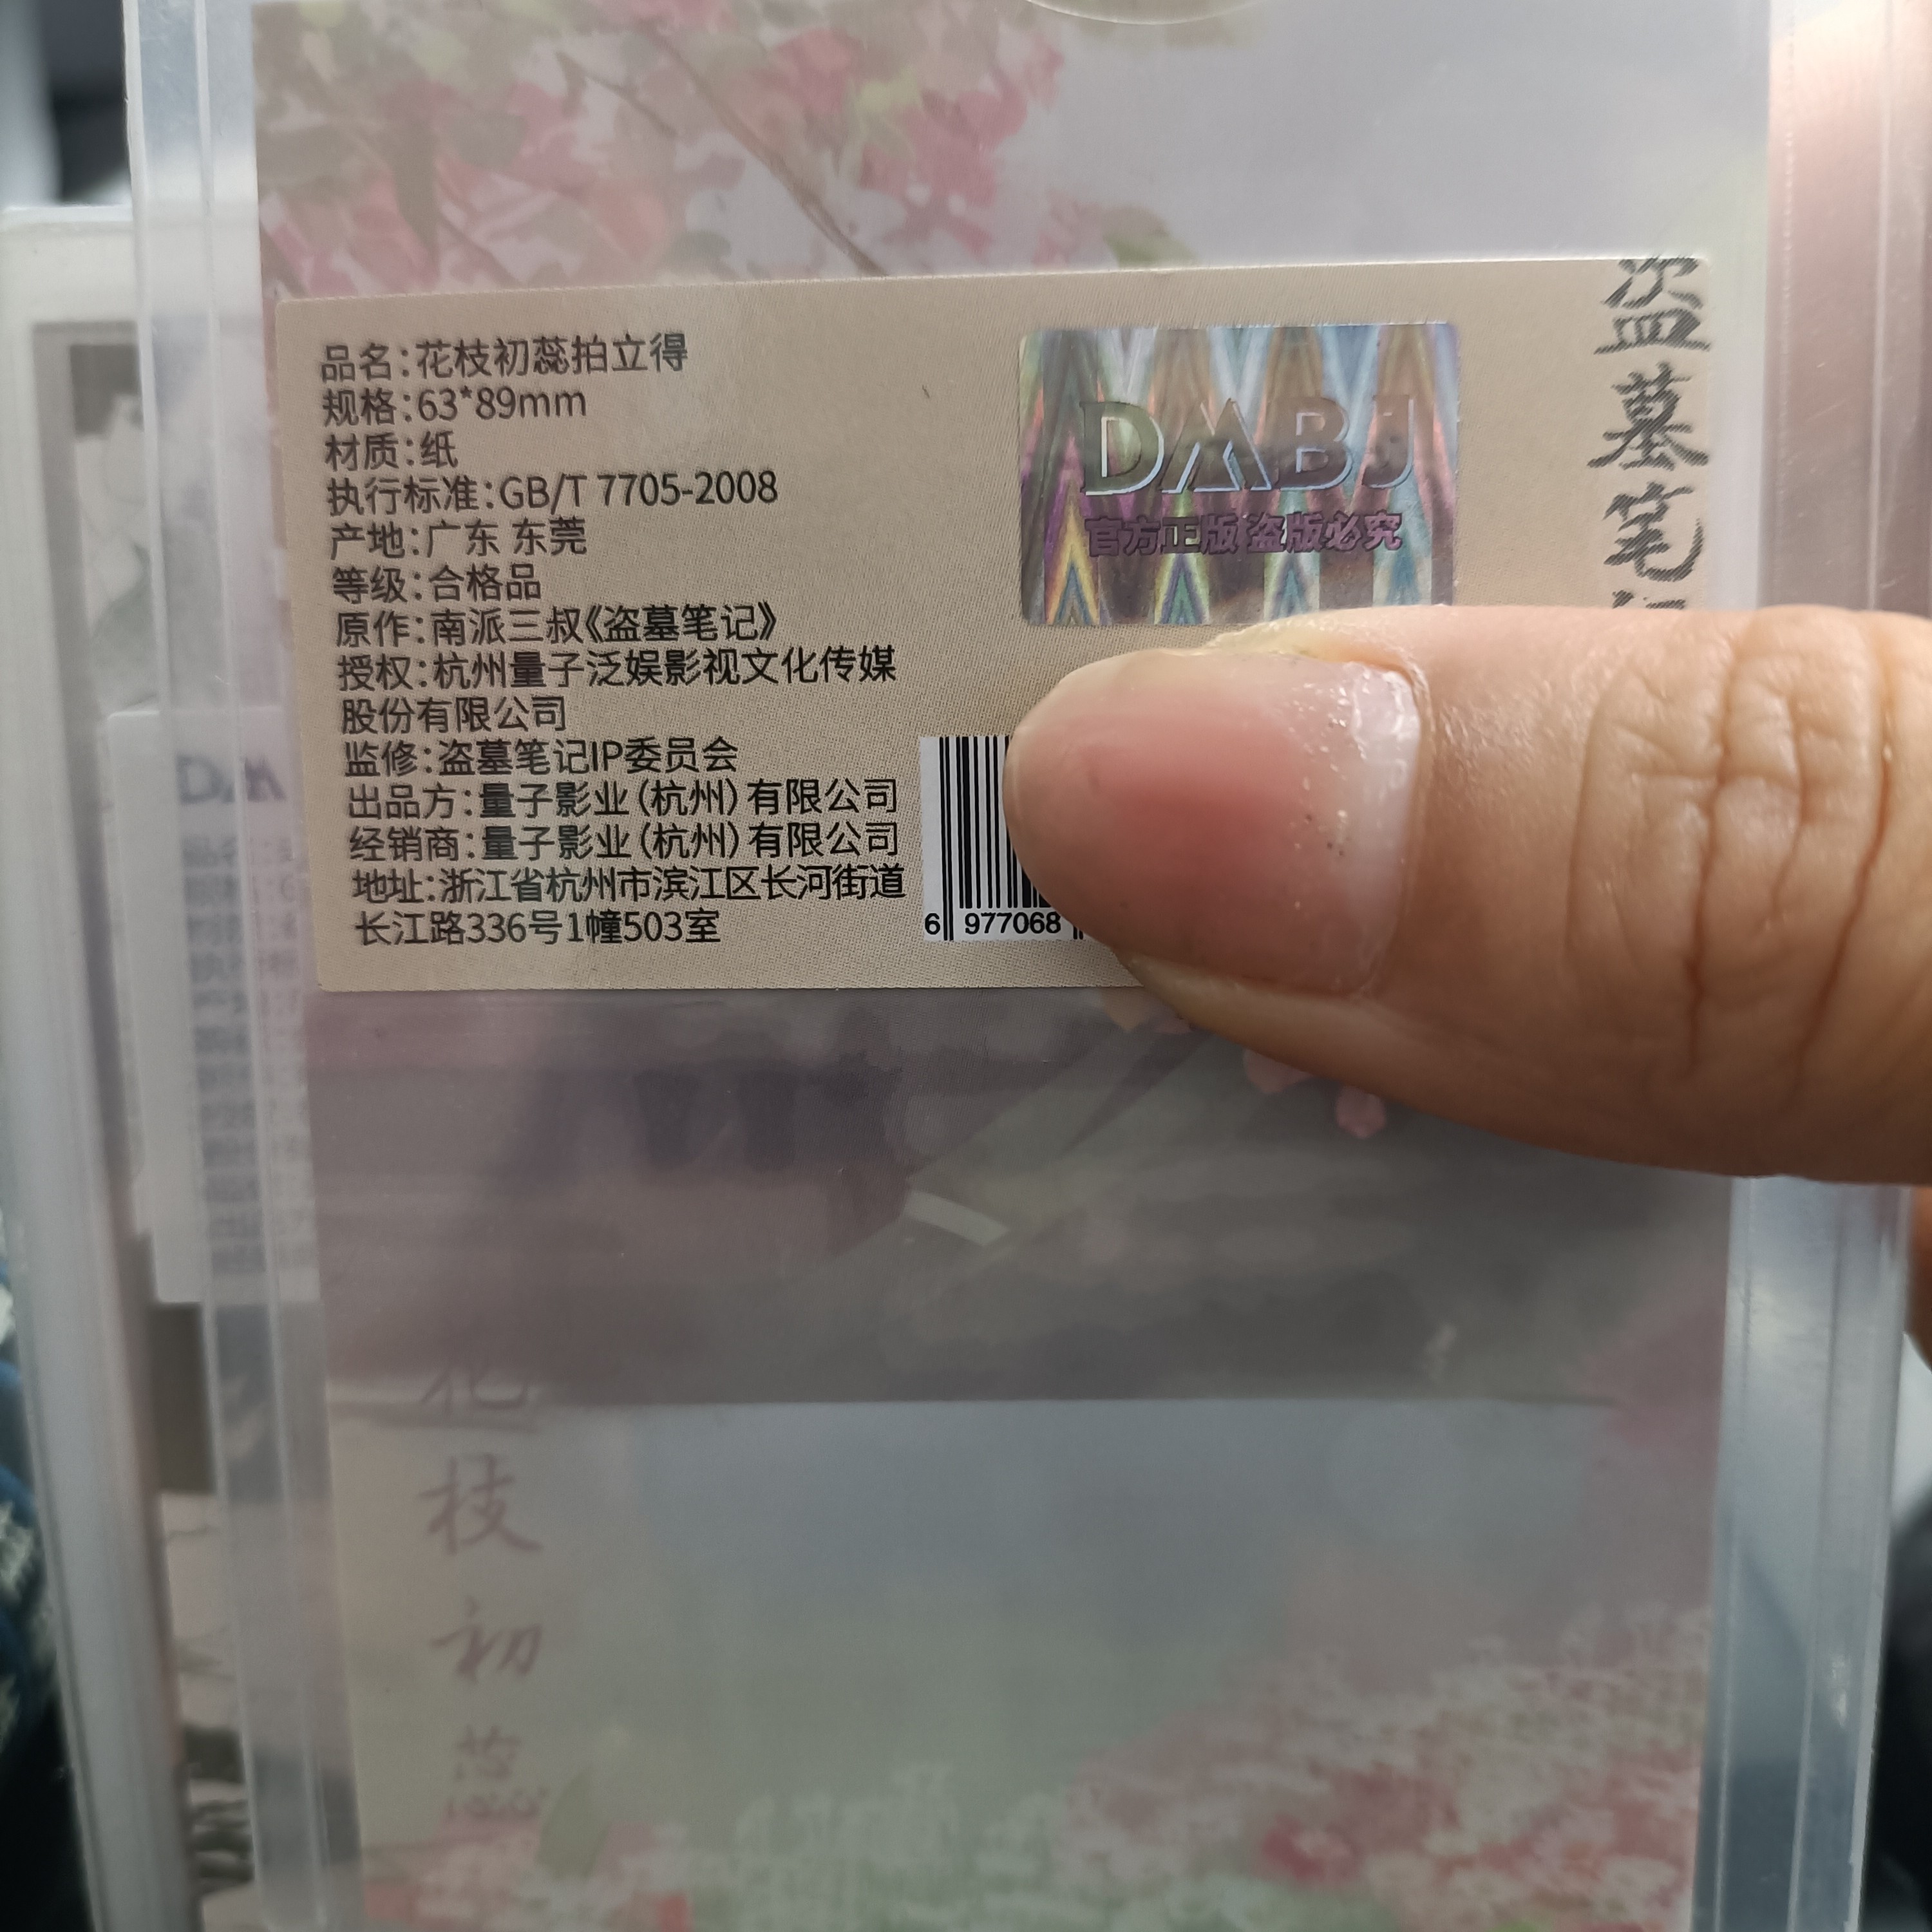 品名:花枝初蕊拍立得
规格:63*89mm
材质:纸
执行标准:GB/T 7705-2008
产地:广东 东莞
等级:合格品
原作:南派三叔《盗墓笔记》
授权:杭州量子泛娱影视文化传媒
股份有限公司
监修:盗墓笔记IP委员会
出品方:量子影业(杭州)有限公司
经销商:量子影业(杭州)有限公司
地址:浙江省杭州市滨江区长河街道
长江路336号1幢503室
DMBJ
官方正版 盗版必究
盗墓笔
6 977068
花枝初蕊